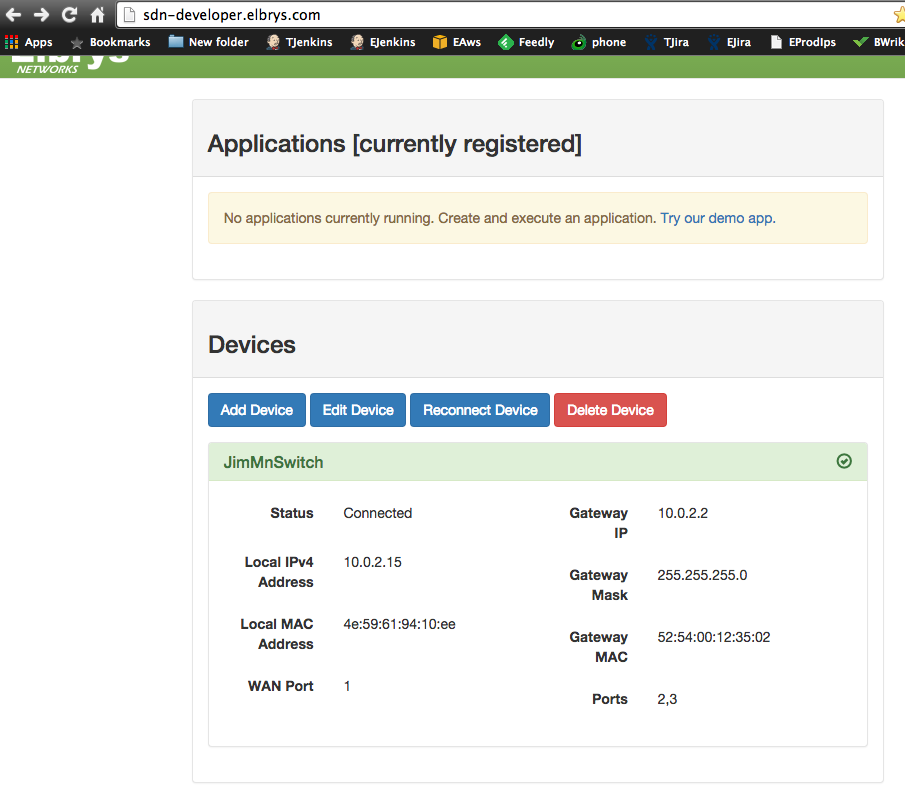 sdn-developer.elbrys.com
Apps Bookmarks New folder TJenkins EJenkins EAws Feedly phone TJira EJira EProdIps BWrik
Elbrys
NETWORKS
Applications [currently registered]
No applications currently running. Create and execute an application. Try our demo app.
Devices
Add Device Edit Device Reconnect Device Delete Device
JimMnSwitch
Status Connected
Local IPv4
Address
10.0.2.15
Local MAC
Address
4e:59:61:94:10:ee
WAN Port 1
Gateway
IP
10.0.2.2
Gateway
Mask
255.255.255.0
Gateway
MAC
52:54:00:12:35:02
Ports 2,3